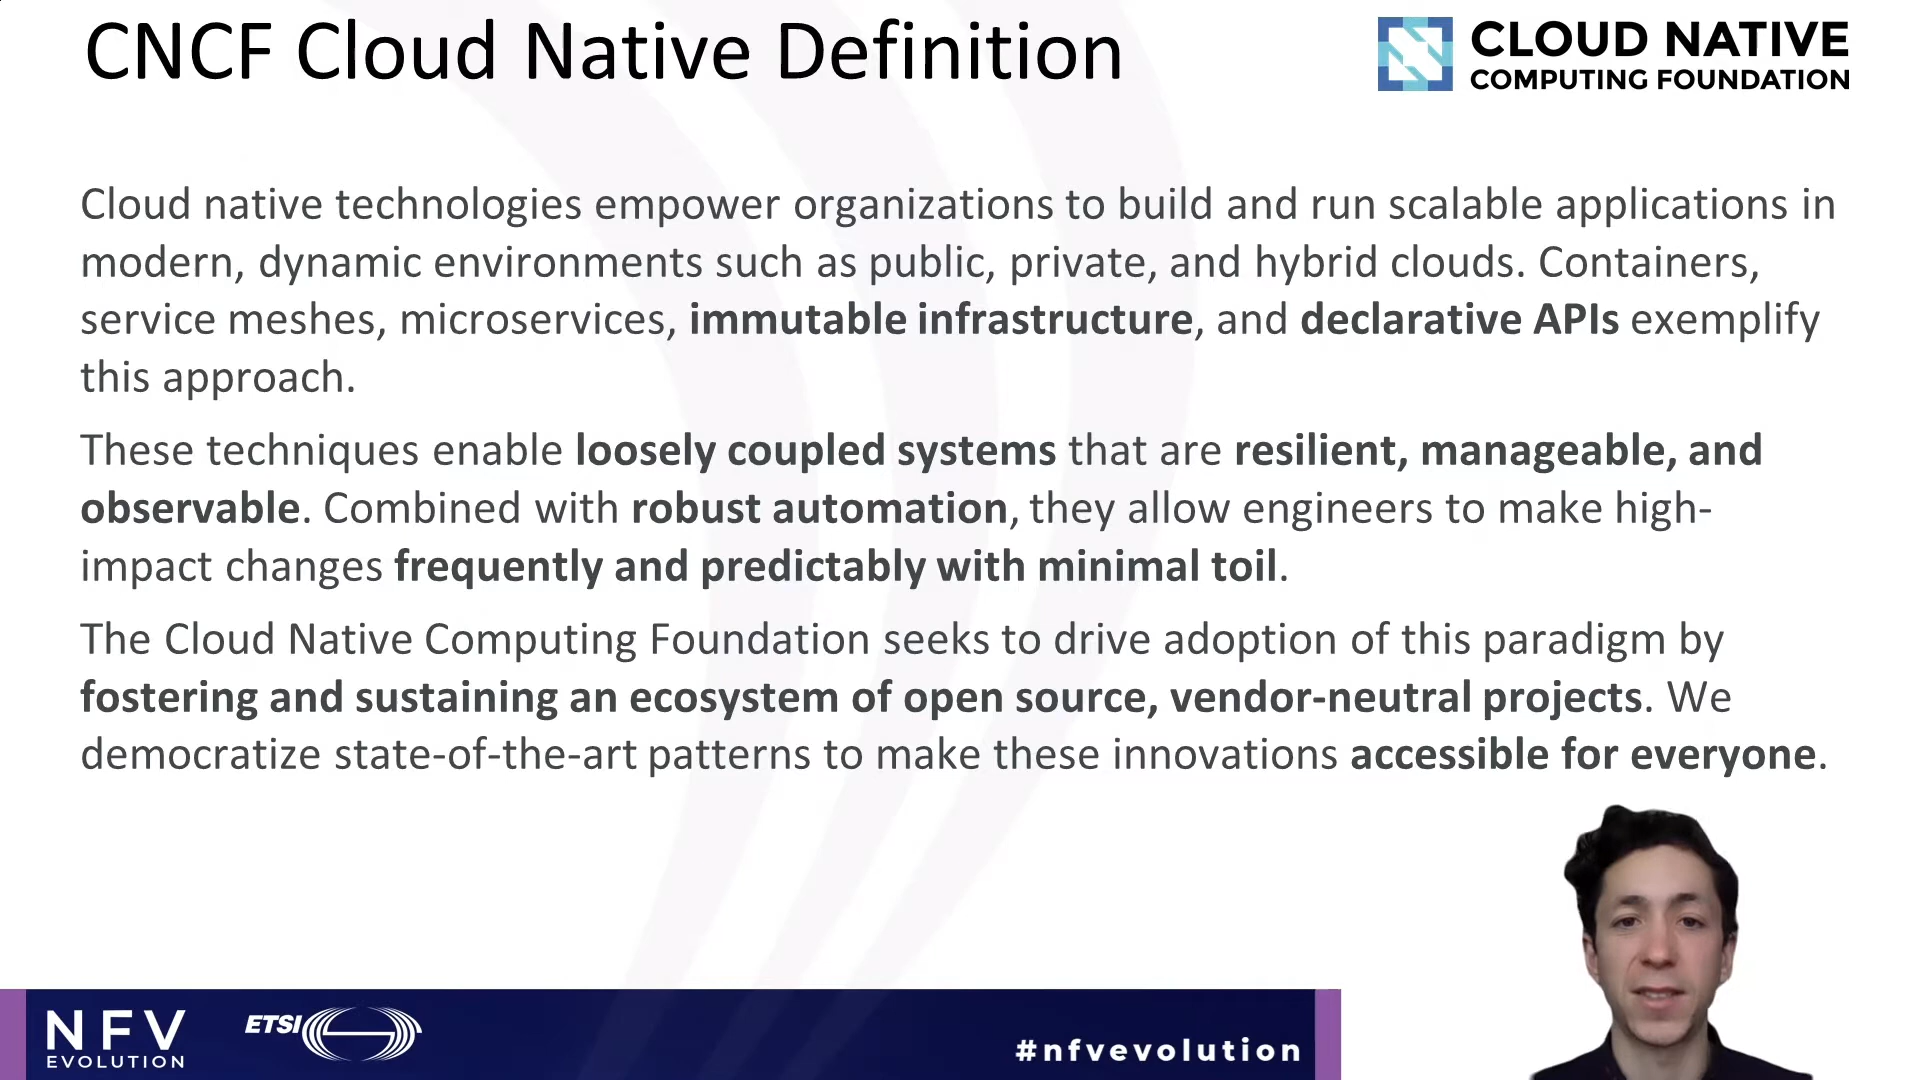 CNCF Cloud Native Definition
CLOUD NATIVE
COMPUTING FOUNDATION
Cloud native technologies empower organizations to build and run scalable applications in
modern, dynamic environments such as public, private, and hybrid clouds. Containers,
service meshes, microservices, immutable infrastructure, and declarative APIs exemplify
this approach.
These techniques enable loosely coupled systems that are resilient, manageable, and
observable. Combined with robust automation, they allow engineers to make high-
impact changes frequently and predictably with minimal toil.
The Cloud Native Computing Foundation seeks to drive adoption of this paradigm by
fostering and sustaining an ecosystem of open source, vendor-neutral projects. We
democratize state-of-the-art patterns to make these innovations accessible for everyone.
NFV
EVOLUTION
ETSI
#nfvevolution